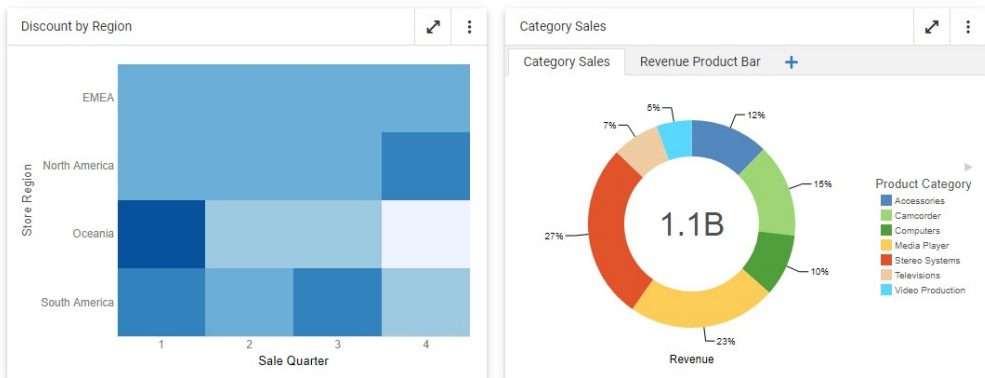 Discount by Region
Store Region
EMEA
North America
Oceania
South America
1 2 3 4
Sale Quarter
Category Sales
Category Sales Revenue Product Bar +
5%
12%
7%
15%
27%
10%
23%
1.1B
Revenue
Product Category
Accessories
Camcorder
Computers
Media Player
Stereo Systems
Televisions
Video Production